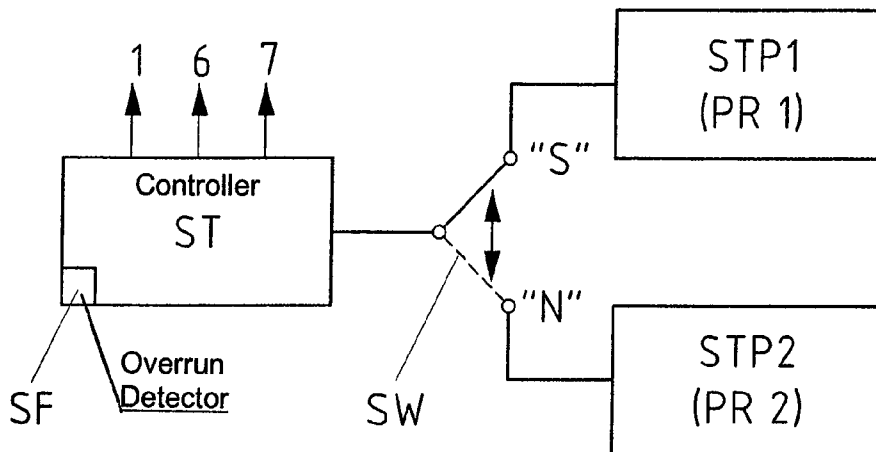 1 6 7
Controller
ST
"S"
"N"
STP1
(PR 1)
STP2
(PR 2)
Overrun
Detector
SF
SW